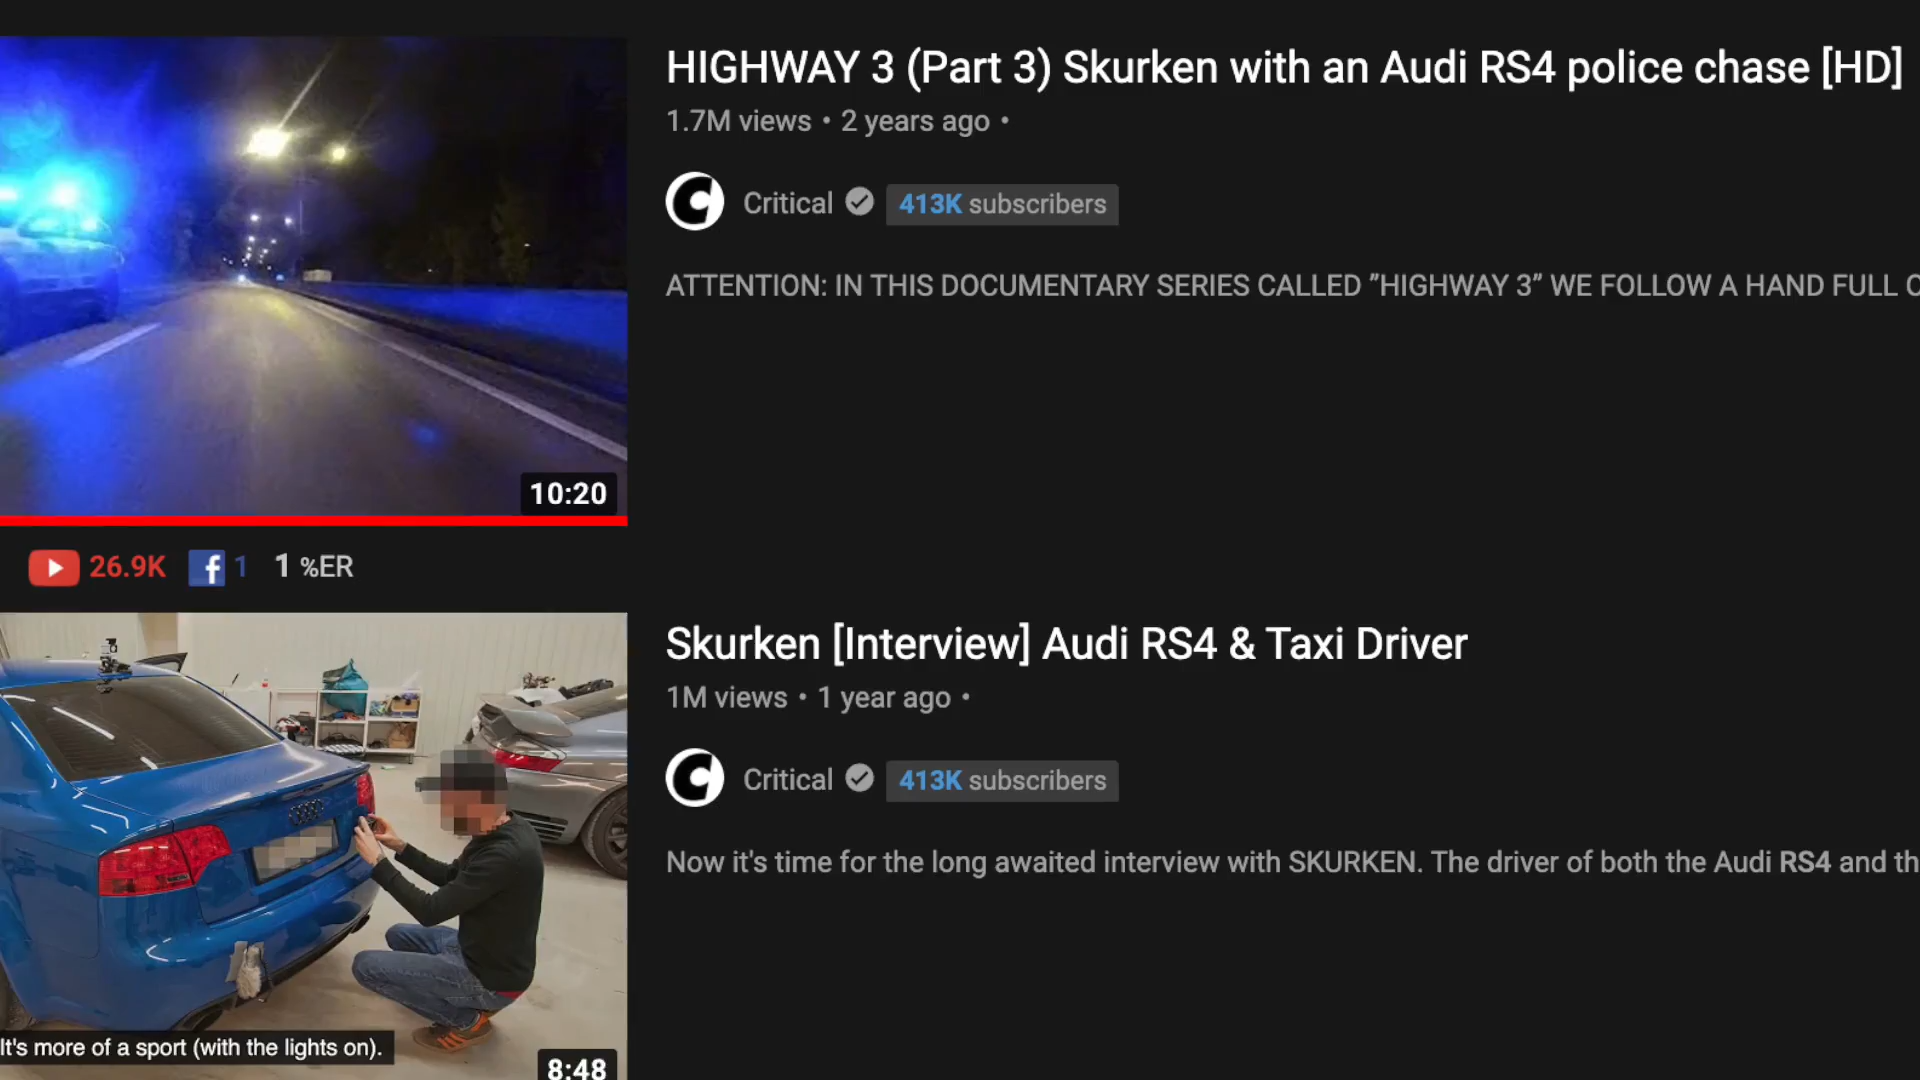 HIGHWAY 3 (Part 3) Skurken with an Audi RS4 police chase [HD]
1.7M views • 2 years ago •
Critical 413K subscribers
ATTENTION: IN THIS DOCUMENTARY SERIES CALLED ”HIGHWAY 3” WE FOLLOW A HAND FULL
10:20
26.9K 1 1 %ER
Skurken [Interview] Audi RS4 & Taxi Driver
1M views • 1 year ago •
Critical 413K subscribers
Now it's time for the long awaited interview with SKURKEN. The driver of both the Audi RS4 and
It's more of a sport (with the lights on).
8:48